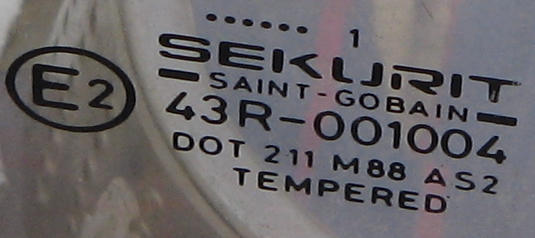 ....... 1
SEKURIT
SAINT-GOBAIN
E2
43R-001004
DOT 211 M88 AS2
TEMPERED